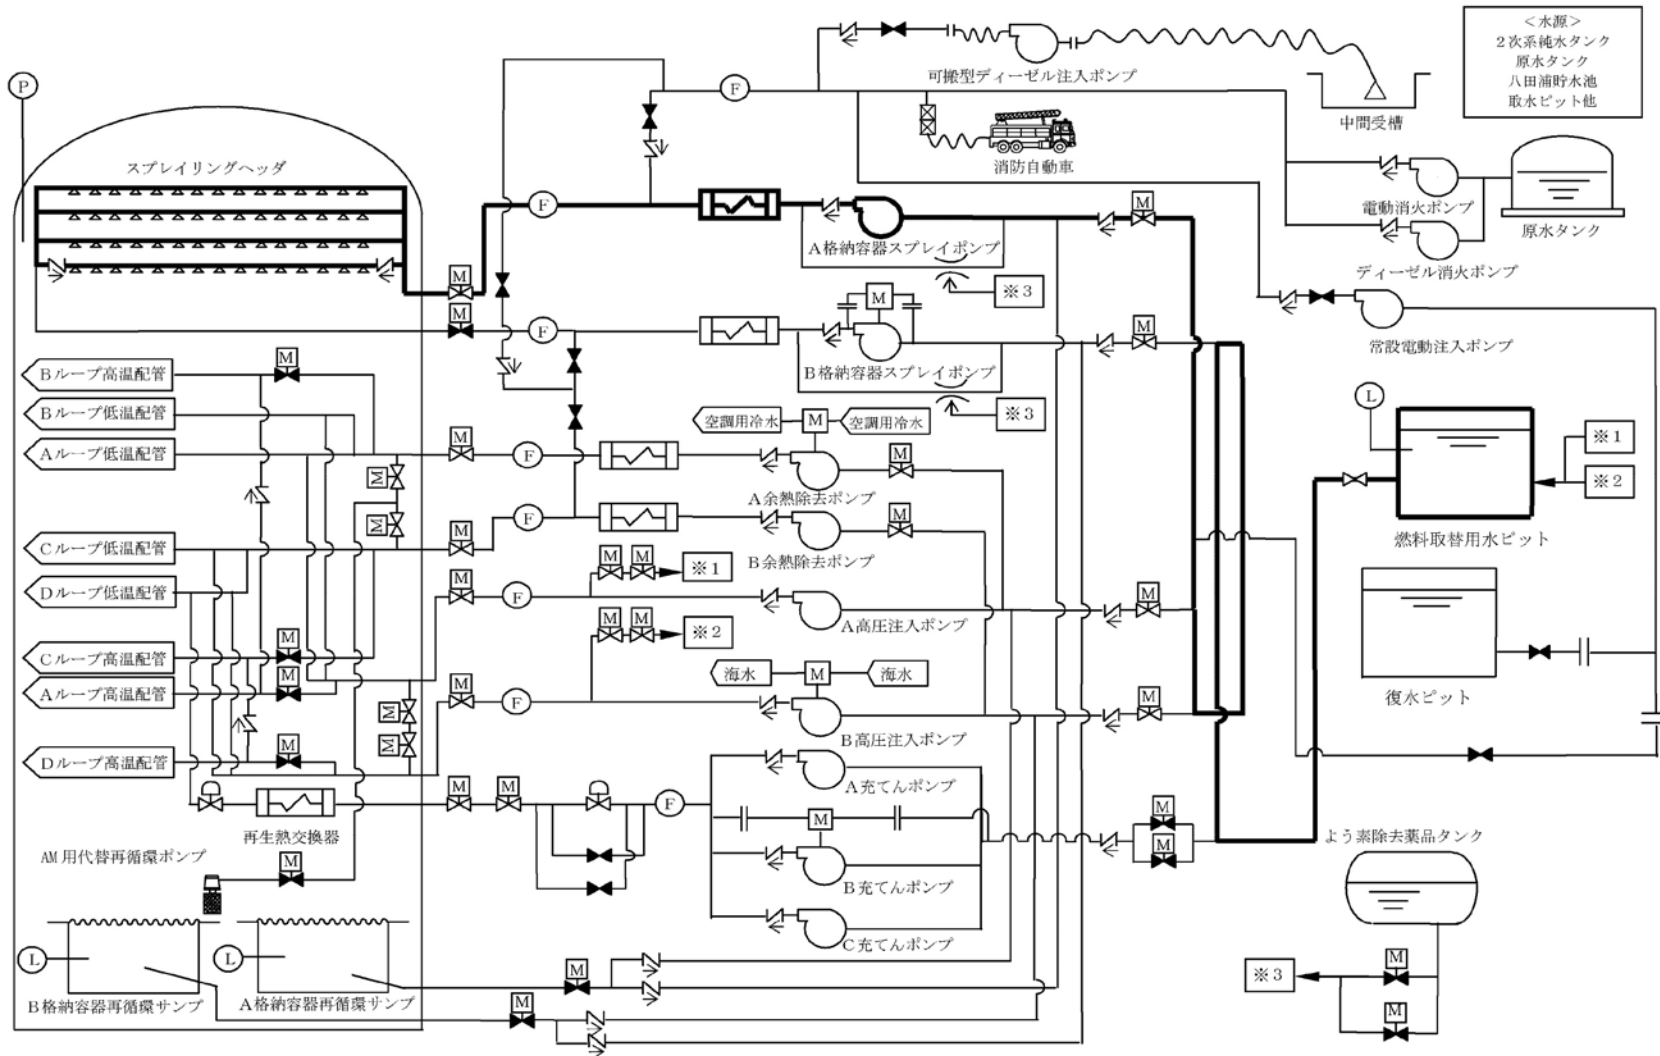 P
スプレイリングヘッダ
F
可搬型ディーゼル注入ポンプ
中間受槽
<水源>
2次系純水タンク
原水タンク
八田浦貯水池
取水ピット他
消防自動車
電動消火ポンプ
原水タンク
ディーゼル消火ポンプ
M
F
M
A格納容器スプレイポンプ
※3
M
F
M
M
B格納容器スプレイポンプ
※3
常設電動注入ポンプ
L
※1
※2
燃料取替用水ピット
復水ピット
Bループ高温配管
M
Bループ低温配管
Aループ低温配管
M
F
空調用冷水
M
空調用冷水
M
A余熱除去ポンプ
M
M
Cループ低温配管
M
F
M
B余熱除去ポンプ
Dループ低温配管
M
F
M
M
※1
A高圧注入ポンプ
M
Cループ高温配管
M
M
M
※2
Aループ高温配管
M
M
F
海水
M
海水
B高圧注入ポンプ
M
M
M
Dループ高温配管
M
再生熱交換器
M
M
F
A充てんポンプ
M
B充てんポンプ
C充てんポンプ
M
M
よう素除去薬品タンク
AM用代替再循環ポンプ
M
L
B格納容器再循環サンプ
L
A格納容器再循環サンプ
M
M
※3
M
M